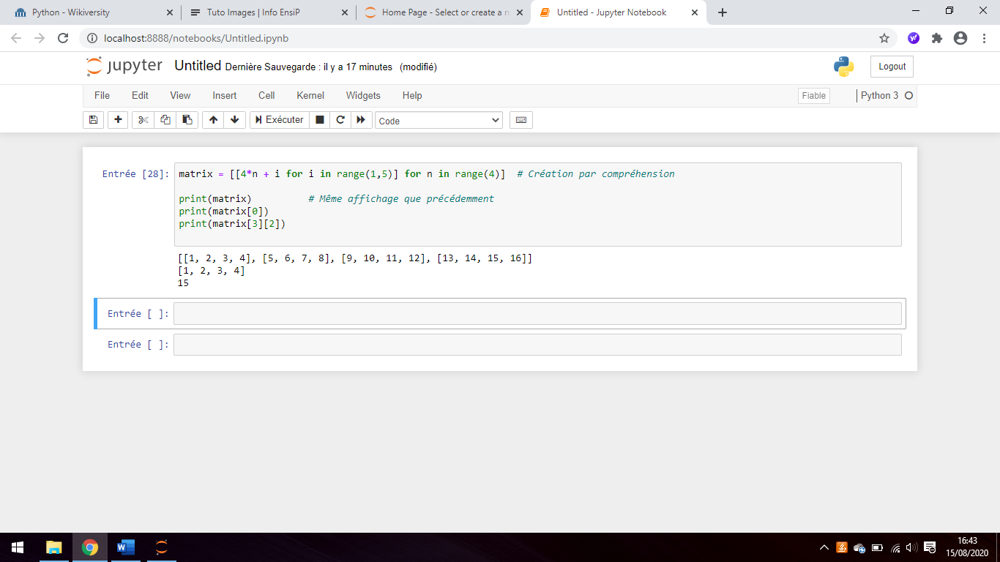 Python - Wikiversity
Tuto Images | Info EnsiP
Home Page - Select or create a n
Untitled - Jupyter Notebook
localhost:8888/notebooks/Untitled.ipynb
jupyter Untitled Dernière Sauvegarde : il y a 17 minutes (modifié)
Logout
File Edit View Insert Cell Kernel Widgets Help
Fiable
Python 3
Exécuter
Code
Entrée [28]: matrix = [[4*n + i for i in range(1,5)] for n in range(4)]  # Création par compréhension
print(matrix)          # Même affichage que précédemment
print(matrix[0])
print(matrix[3][2])
[[1, 2, 3, 4], [5, 6, 7, 8], [9, 10, 11, 12], [13, 14, 15, 16]]
[1, 2, 3, 4]
15
Entrée [ ]:
Entrée [ ]:
16:43
15/08/2020